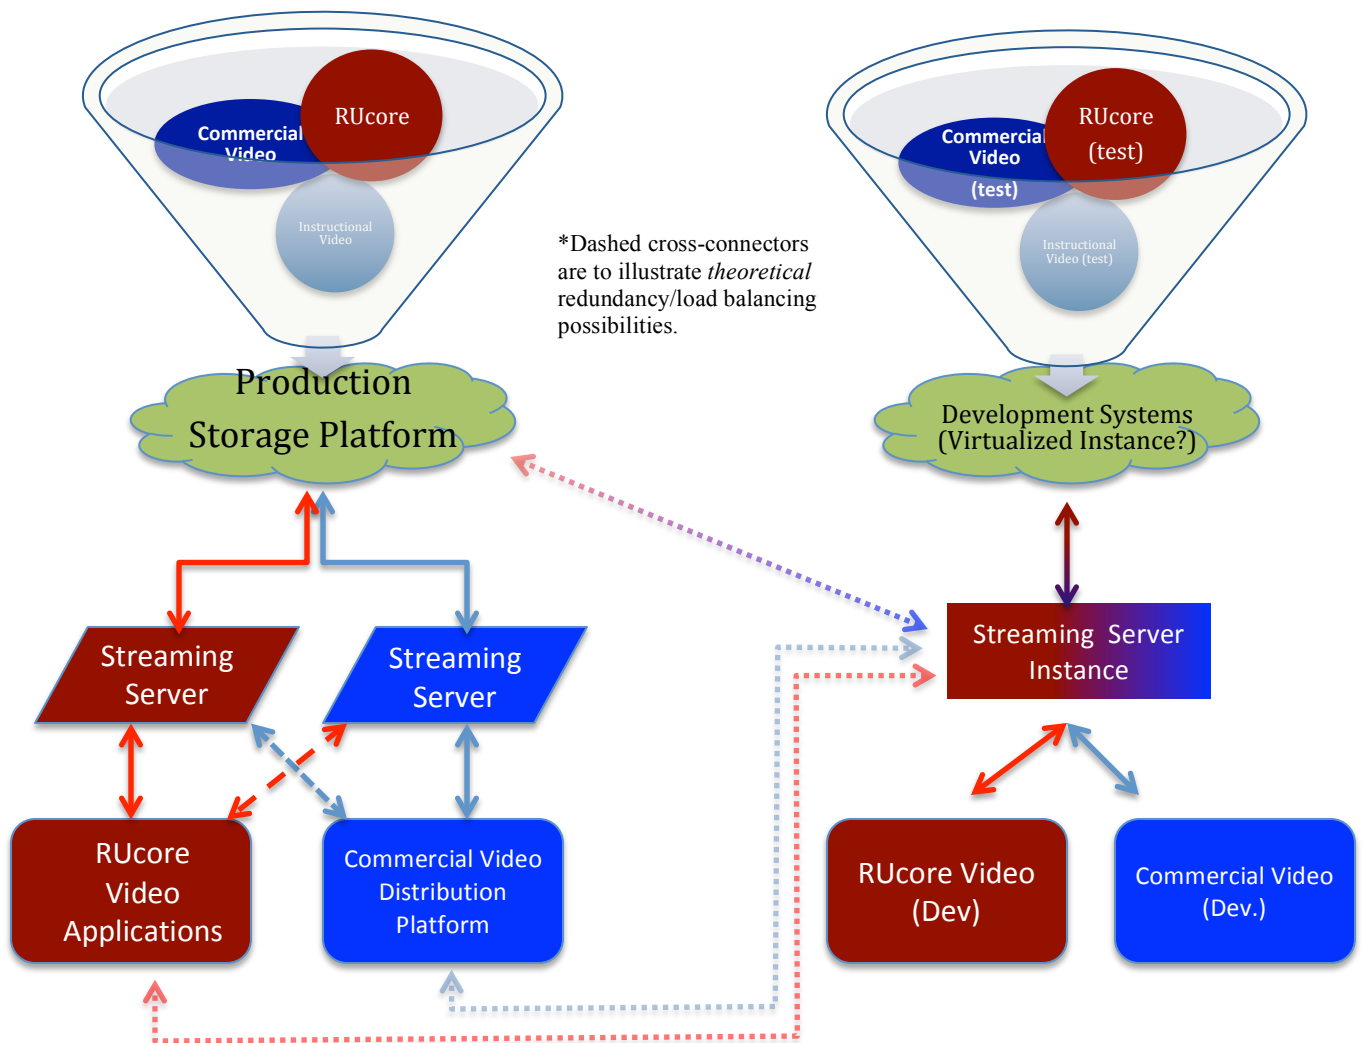 Commercial
Video
RUcore
Instructional
Video
Commercial
Video
(test)
RUcore
(test)
Instructional
Video (test)
*Dashed cross-connectors
are to illustrate theoretical
redundancy/load balancing
possibilities.
Production
Storage Platform
Development Systems
(Virtualized Instance?)
Streaming
Server
Streaming
Server
Streaming Server
Instance
RUcore
Video
Applications
Commercial Video
Distribution
Platform
RUcore Video
(Dev)
Commercial Video
(Dev.)